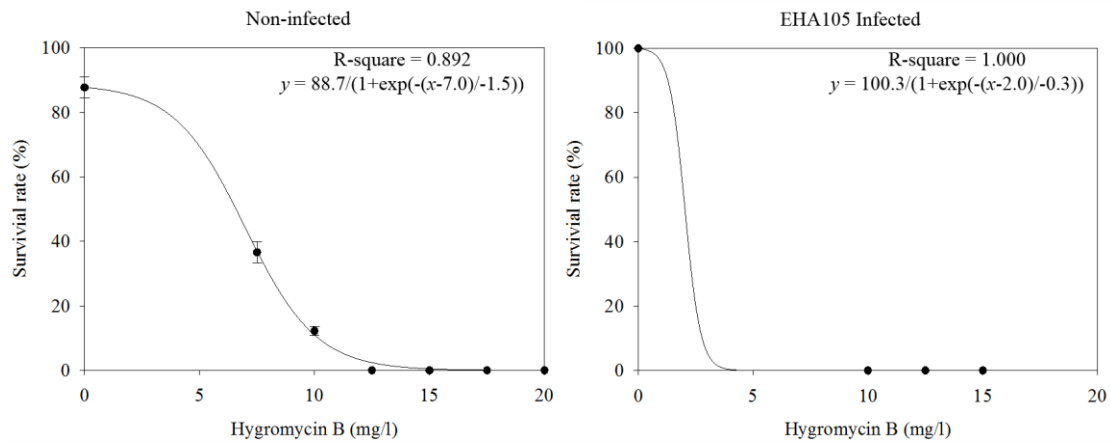 Non-infected
R-square = 0.892
y = 88.7/(1+exp(-(x-7.0)/-1.5))
100
80
60
40
20
0
Survivial rate (%)
0 5 10 15 20
Hygromycin B (mg/l)
EHA105 Infected
R-square = 1.000
y = 100.3/(1+exp(-(x-2.0)/-0.3))
100
80
60
40
20
0
Survivial rate (%)
0 5 10 15 20
Hygromycin B (mg/l)